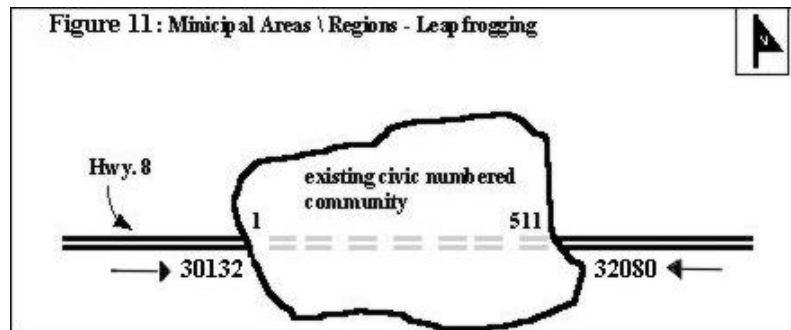 Figure 11: Minicipal Areas \ Regions - Leapfrogging
N
Hwy. 8
existing civic numbered
community
1
511
30132
32080